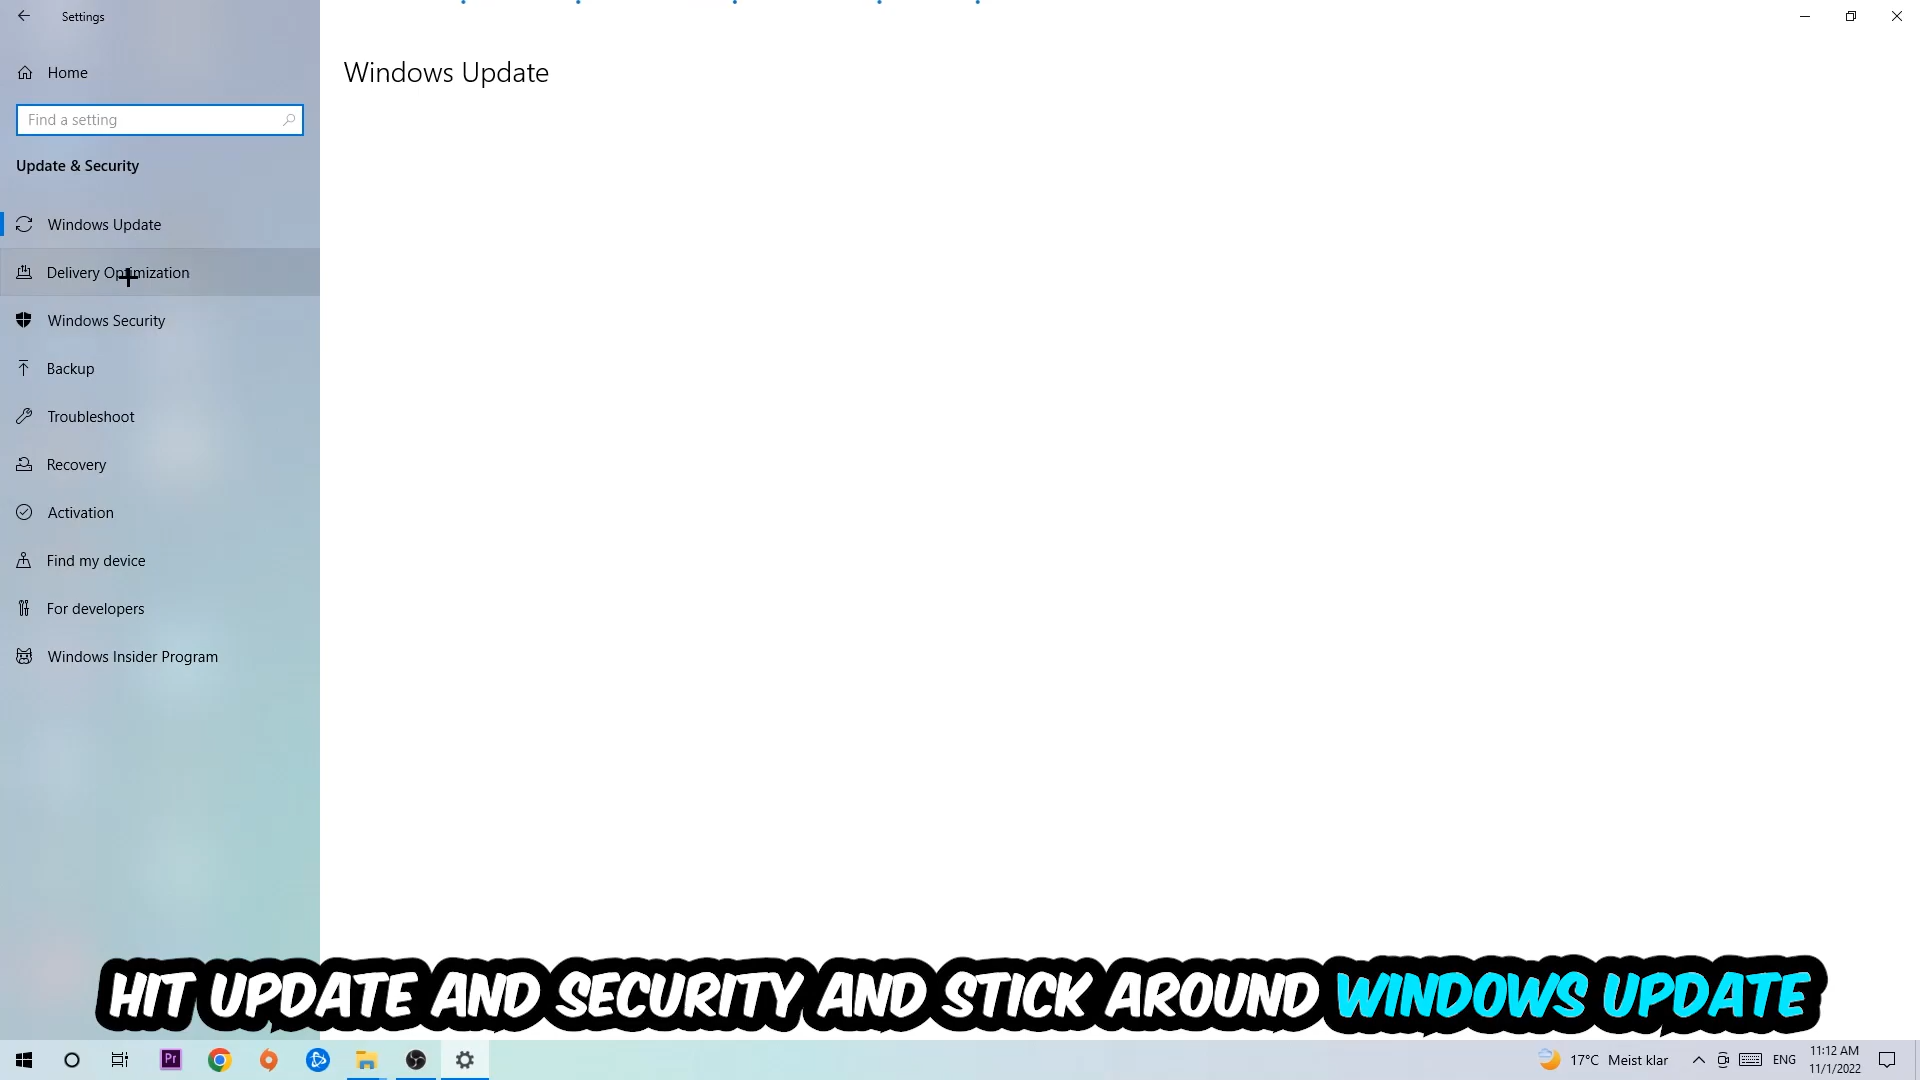 Settings
Home
Find a setting
Update & Security
Windows Update
Delivery Optimization
Windows Security
Backup
Troubleshoot
Recovery
Activation
Find my device
For developers
Windows Insider Program
Windows Update
HIT UPDATE AND SECURITY AND STICK AROUND WINDOWS UPDATE
Pr
17°C Meist klar
ENG
11:12 AM
11/1/2022